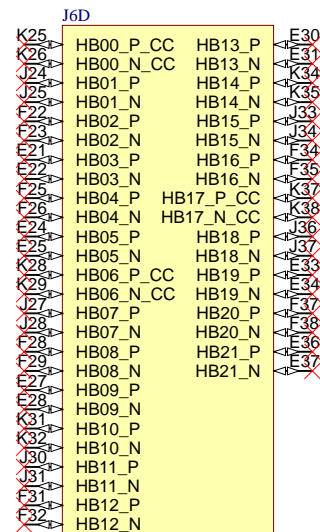 J6D
K25 HB00_P_CC HB13_P E30
K26 HB00_N_CC HB13_N E31
J24 HB01_P HB14_P K34
J25 HB01_N HB14_N K35
F22 HB02_P HB15_P J33
F23 HB02_N HB15_N J34
E21 HB03_P HB16_P F34
E22 HB03_N HB16_N F35
F25 HB04_P HB17_P_CC K37
F26 HB04_N HB17_N_CC K38
E24 HB05_P HB18_P J36
E25 HB05_N HB18_N J37
K28 HB06_P_CC HB19_P E33
K29 HB06_N_CC HB19_N E34
J27 HB07_P HB20_P F37
J28 HB07_N HB20_N F38
F28 HB08_P HB21_P E36
F29 HB08_N HB21_N E37
E27 HB09_P
E28 HB09_N
K31 HB10_P
K32 HB10_N
J30 HB11_P
J31 HB11_N
F31 HB12_P
F32 HB12_N